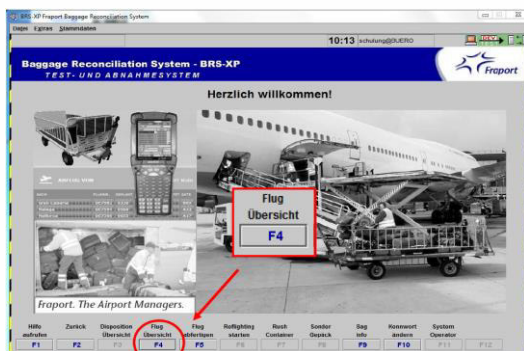 BRS-XP Fraport Baggage Reconciliation System
Datei Extras Stammdaten
10:13 schulung@BUERO
Baggage Reconciliation System - BRS-XP
TEST- UND ABNAHMESYSTEM
Fraport
Herzlich willkommen!
Flug
Übersicht
F4
Fraport. The Airport Managers.
Hilfe aufrufen
Zurück
Disposition Übersicht
Flug Übersicht
Flug abfertigen
Rush Container
Sonder Gepäck
Bag Info
Kennwort ändern
System Operator
F1 F2 F3 F4 F5 F6 F7 F8 F9 F10 F11 F12